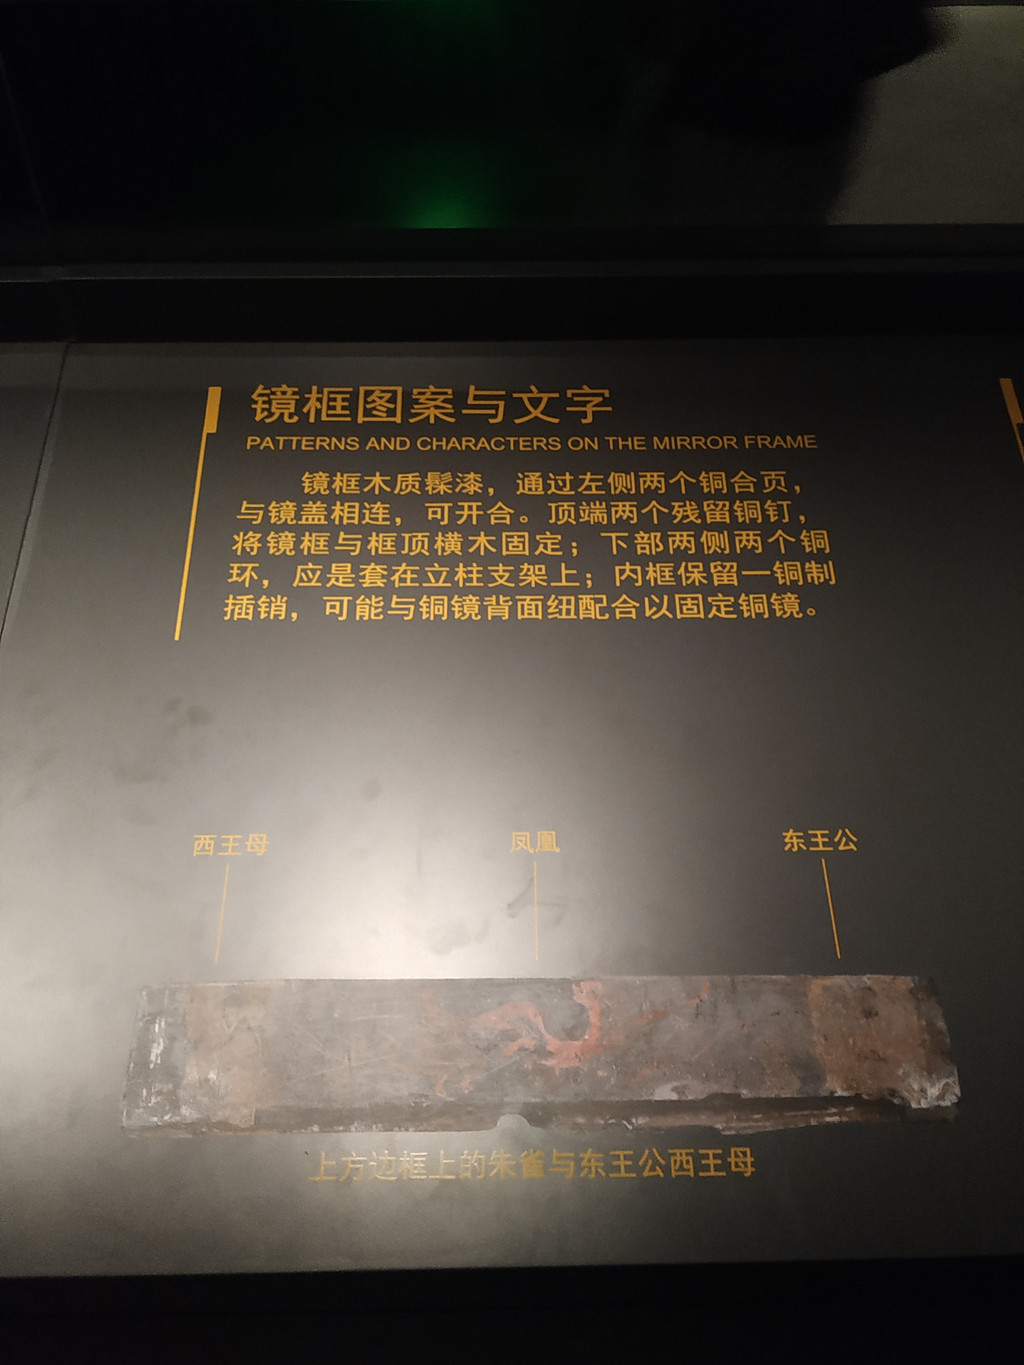 镜框图案与文字
PATTERNS AND CHARACTERS ON THE MIRROR FRAME
镜框木质髹漆，通过左侧两个铜合页，
与镜盖相连，可开合。顶端两个残留铜钉，
将镜框与框顶横木固定；下部两侧两个铜
环，应是套在立柱支架上；内框保留一铜制
插销，可能与铜镜背面纽配合以固定铜镜。
西王母 凤凰 东王公
上方边框上的朱雀与东王公西王母